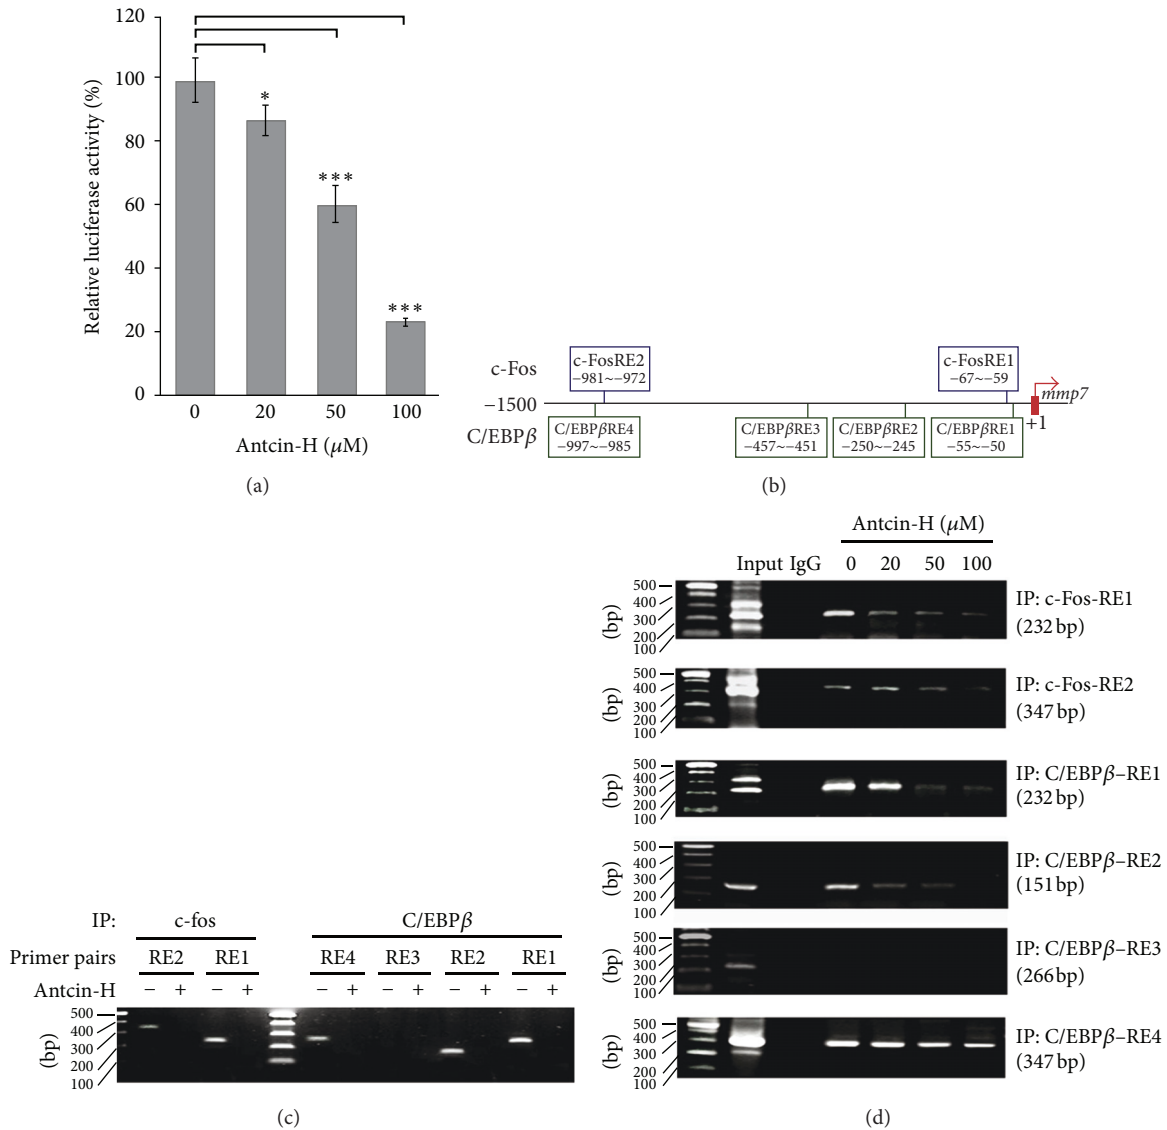 120
100
80
60
40
20
0
Relative luciferase activity (%)
*
***
***
0 20 50 100
Antcin-H (μM)
(a)
c-Fos
c-FosRE2
−981~−972
c-FosRE1
−67~−59
−1500
mmp7
+1
C/EBPβ
C/EBPβRE4
−997~−985
C/EBPβRE3
−457~−451
C/EBPβRE2
−250~−245
C/EBPβRE1
−55~−50
(b)
IP: c-fos C/EBPβ
Primer pairs RE2 RE1 RE4 RE3 RE2 RE1
Antcin-H − + − + − + − + − + − +
(bp)
500
400
300
200
100
(c)
Antcin-H (μM)
Input IgG 0 20 50 100
(bp)
500
400
300
200
100
IP: c-Fos-RE1
(232 bp)
(bp)
500
400
300
200
100
IP: c-Fos-RE2
(347 bp)
(bp)
500
400
300
200
100
IP: C/EBPβ–RE1
(232 bp)
(bp)
500
400
300
200
100
IP: C/EBPβ–RE2
(151 bp)
(bp)
500
400
300
200
100
IP: C/EBPβ–RE3
(266 bp)
(bp)
500
400
300
200
100
IP: C/EBPβ–RE4
(347 bp)
(d)